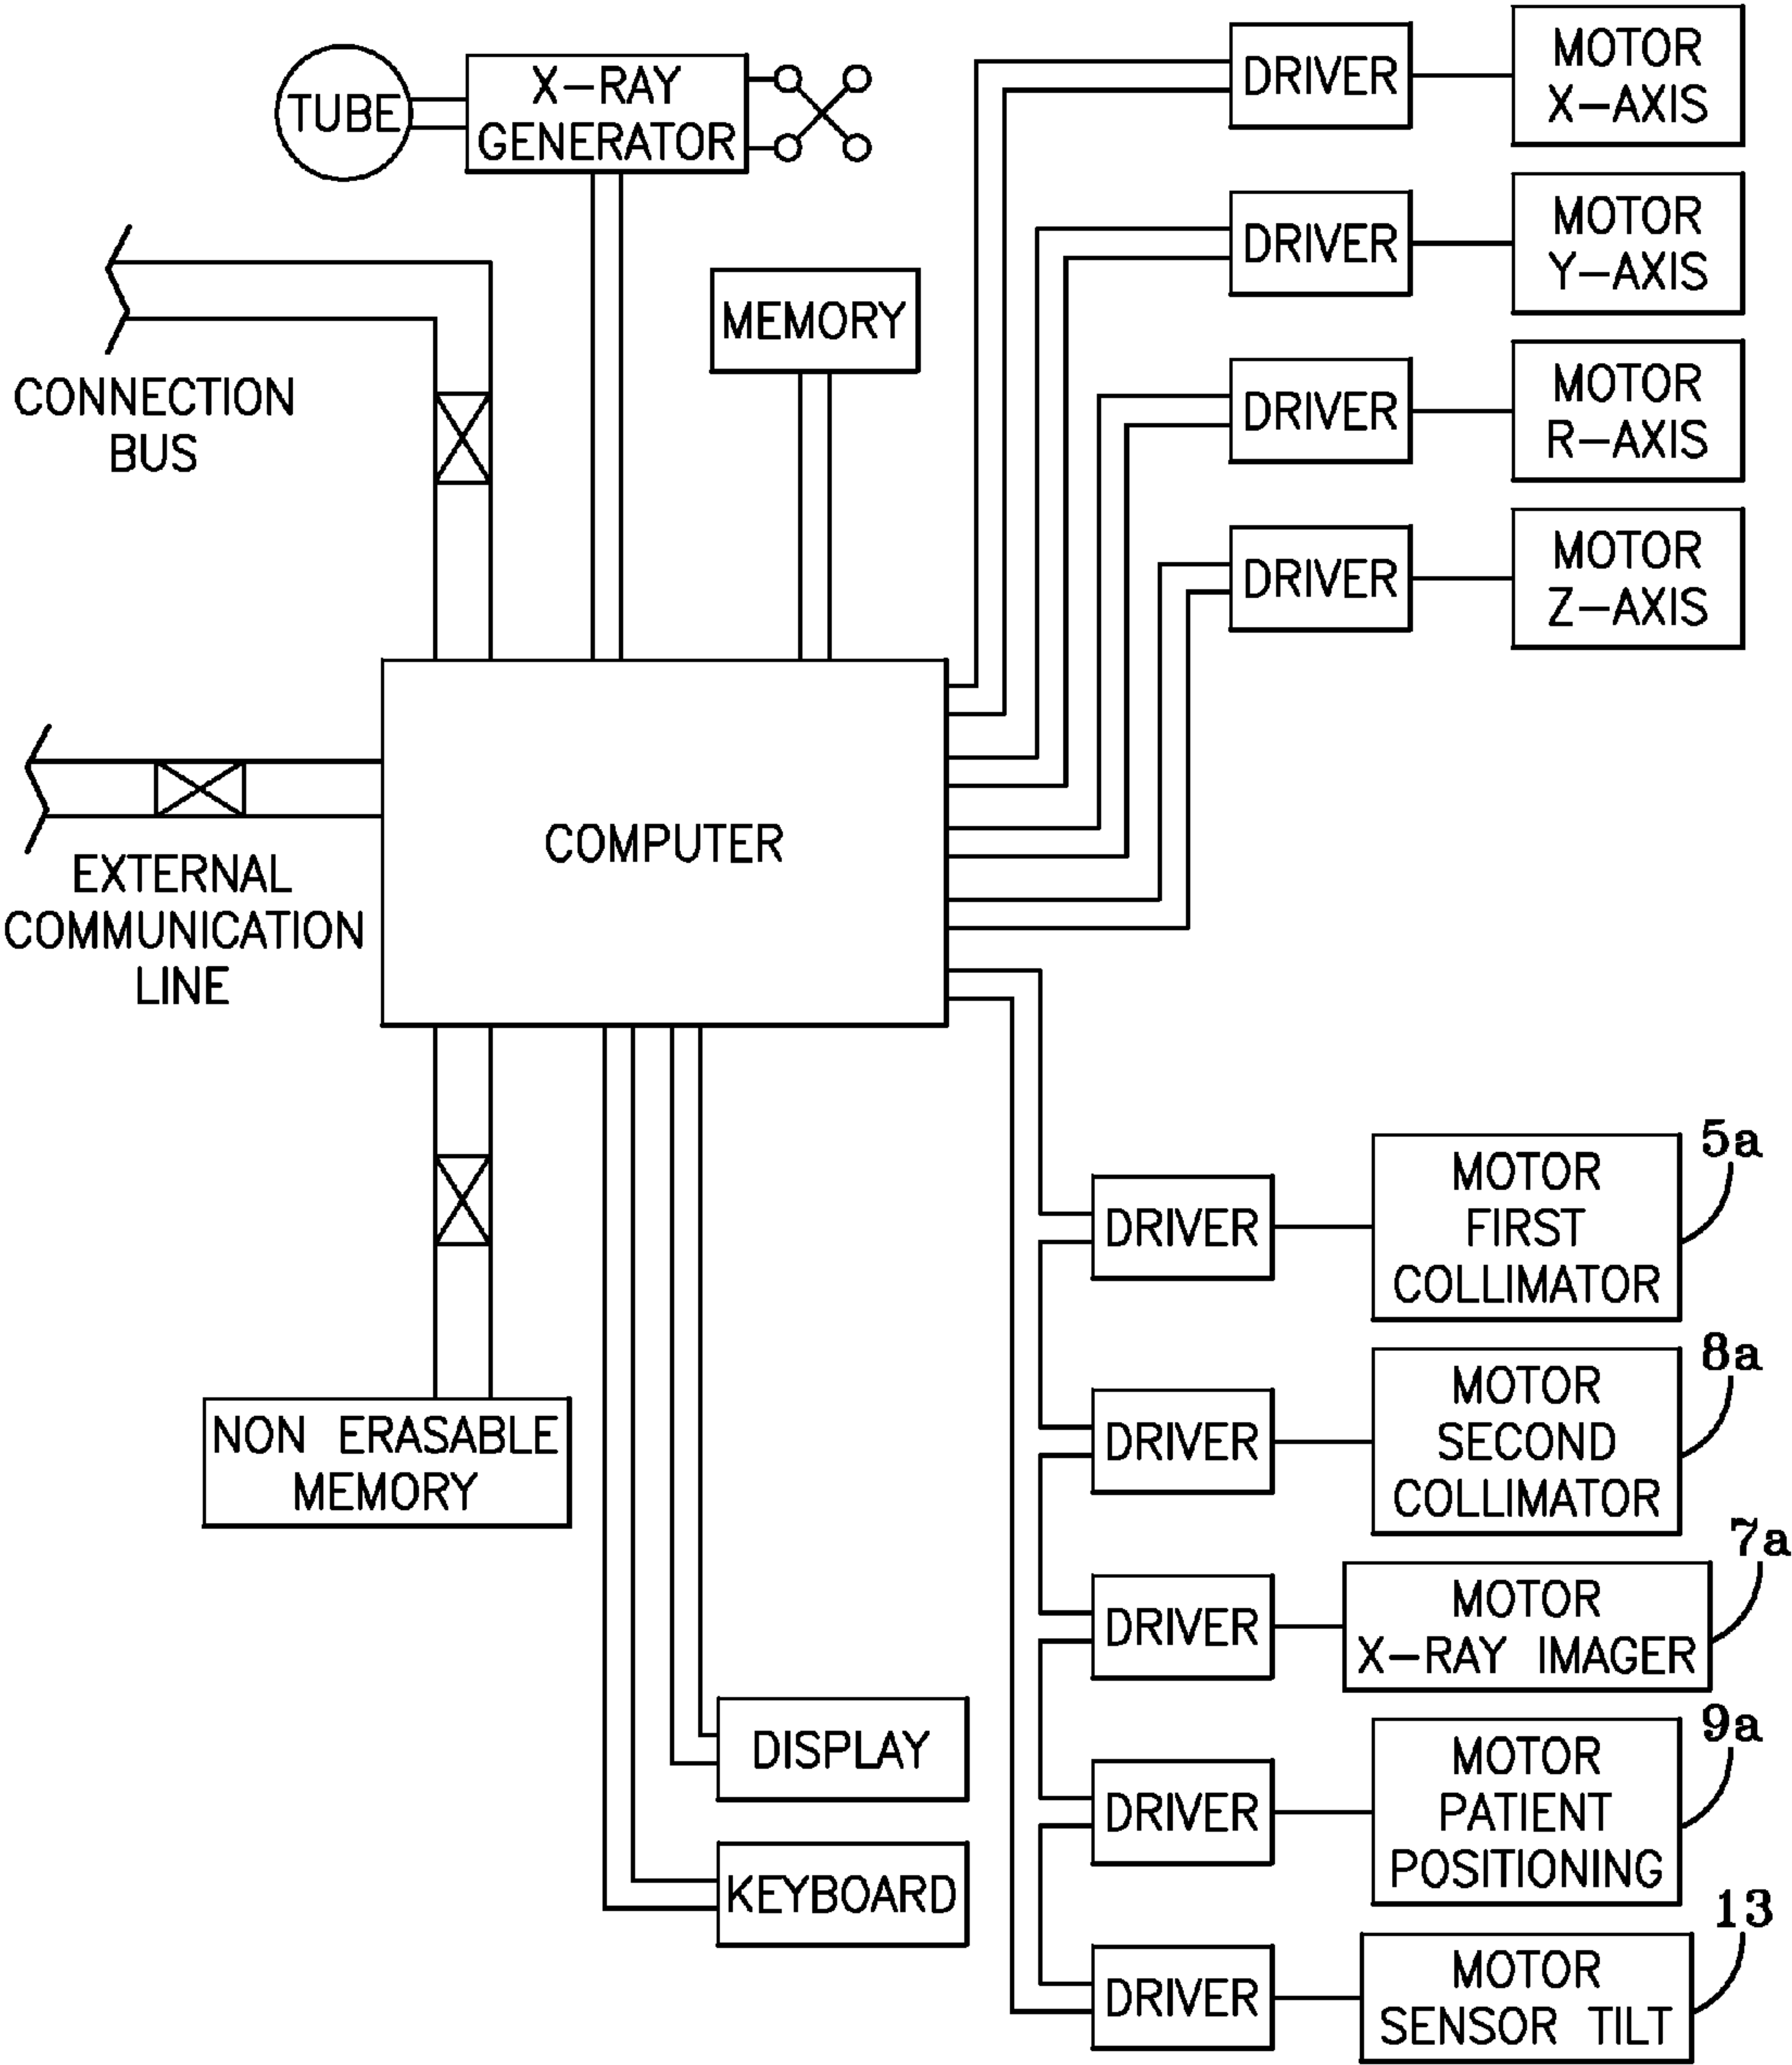 TUBE
X-RAY
GENERATOR
DRIVER
MOTOR
X-AXIS
DRIVER
MOTOR
Y-AXIS
MEMORY
CONNECTION
BUS
DRIVER
MOTOR
R-AXIS
DRIVER
MOTOR
Z-AXIS
COMPUTER
EXTERNAL
COMMUNICATION
LINE
5a
DRIVER
MOTOR
FIRST
COLLIMATOR
8a
DRIVER
MOTOR
SECOND
COLLIMATOR
NON ERASABLE
MEMORY
7a
DRIVER
MOTOR
X-RAY IMAGER
9a
DISPLAY
DRIVER
MOTOR
PATIENT
POSITIONING
KEYBOARD
13
DRIVER
MOTOR
SENSOR TILT